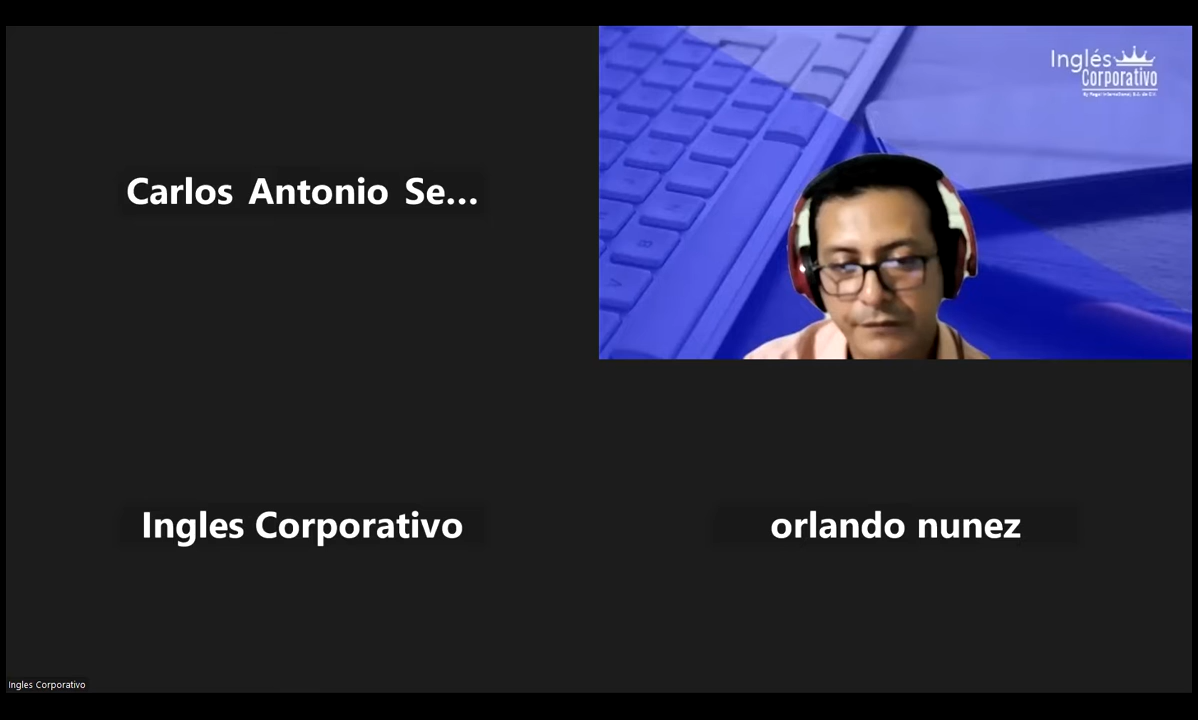 Carlos Antonio Se...
Inglés
Corporativo
Ingles Corporativo
orlando nunez
Ingles Corporativo